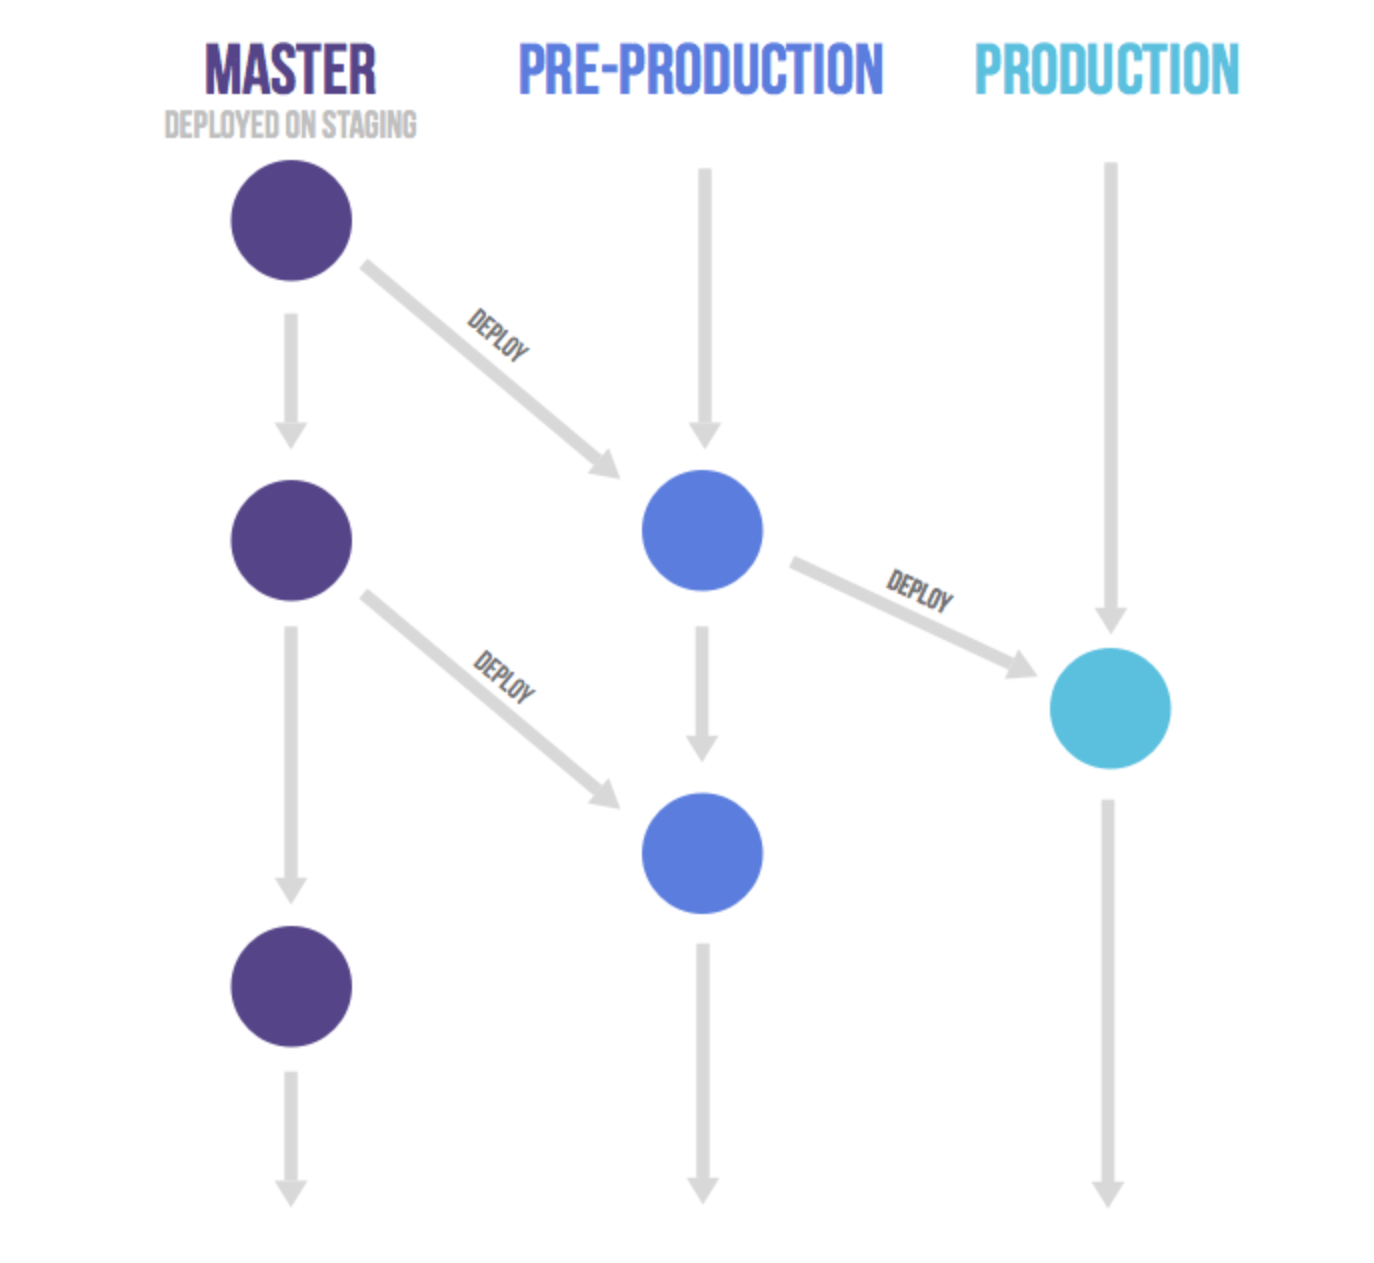 MASTER
DEPLOYED ON STAGING
PRE-PRODUCTION
PRODUCTION
DEPLOY
DEPLOY
DEPLOY